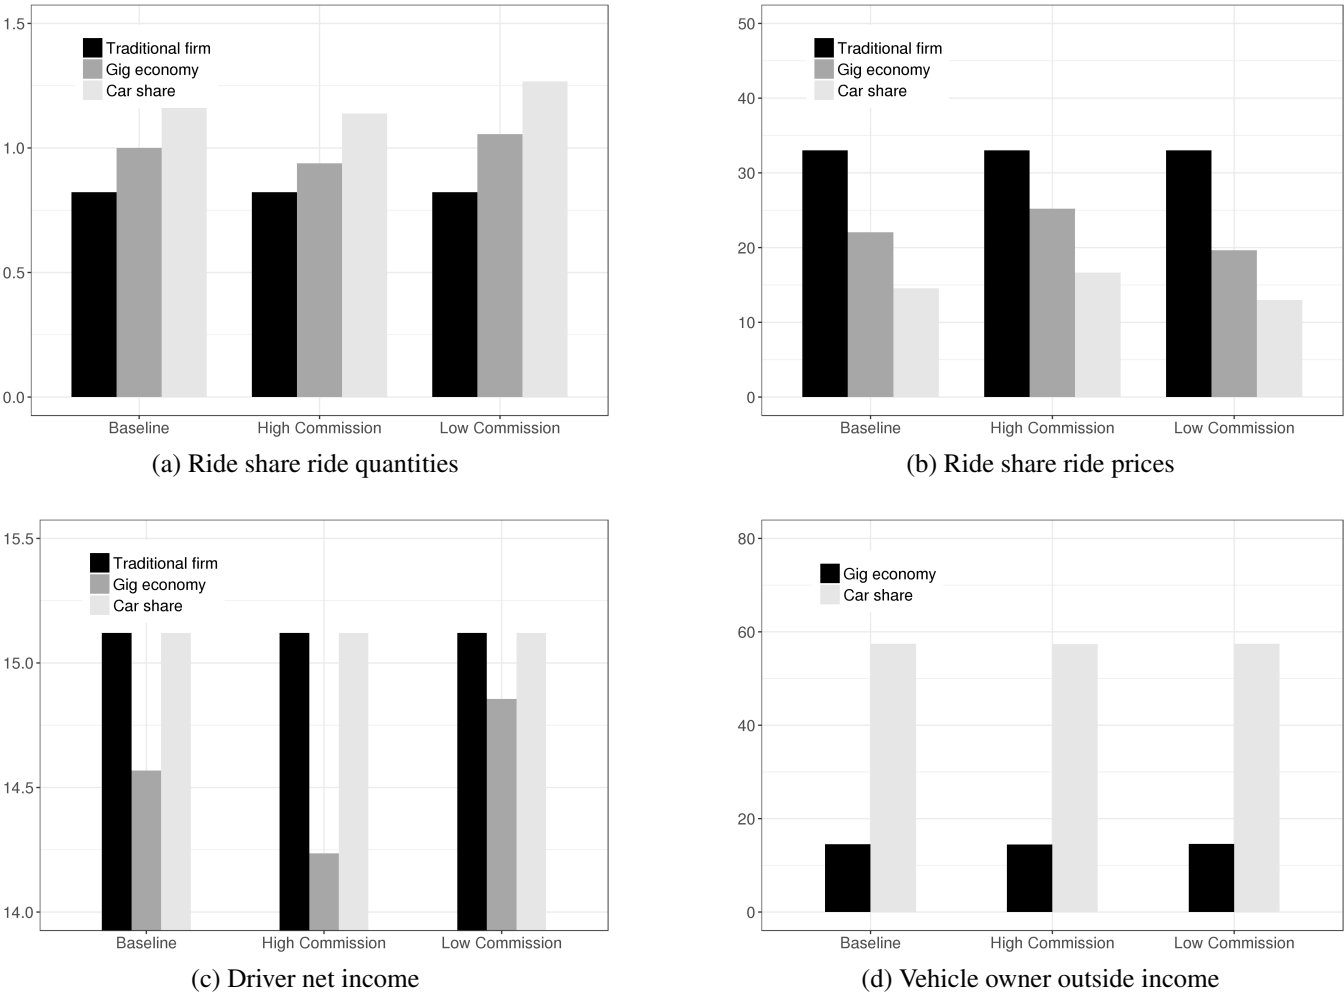 1.5
1.0
0.5
0.0
Traditional firm
Gig economy
Car share
Baseline
High Commission
Low Commission
(a) Ride share ride quantities
50
40
30
20
10
0
Traditional firm
Gig economy
Car share
Baseline
High Commission
Low Commission
(b) Ride share ride prices
15.5
15.0
14.5
14.0
Traditional firm
Gig economy
Car share
Baseline
High Commission
Low Commission
(c) Driver net income
80
60
40
20
0
Gig economy
Car share
Baseline
High Commission
Low Commission
(d) Vehicle owner outside income